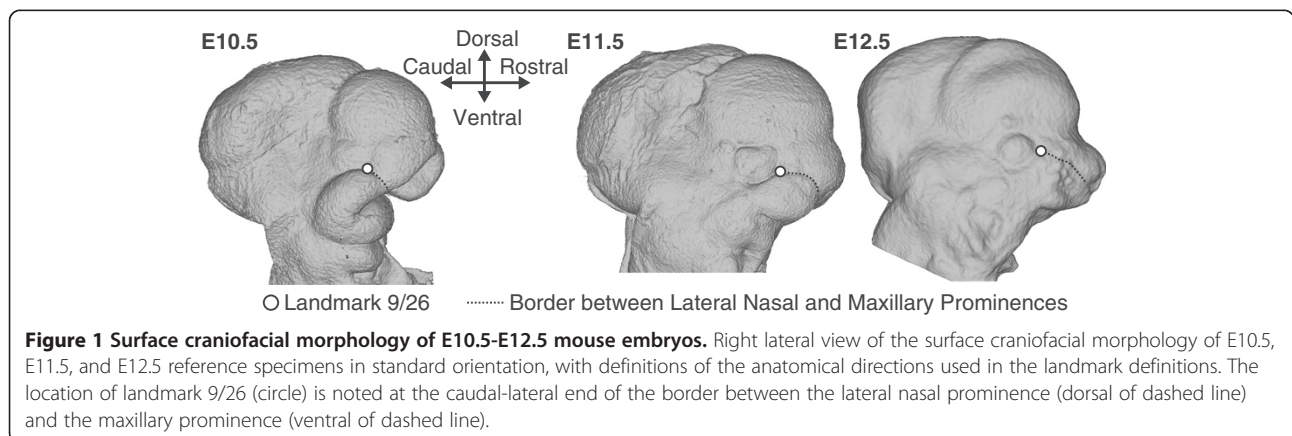 E10.5
Dorsal
Caudal Rostral
Ventral
E11.5
E12.5
Landmark 9/26 Border between Lateral Nasal and Maxillary Prominences
Figure 1 Surface craniofacial morphology of E10.5-E12.5 mouse embryos. Right lateral view of the surface craniofacial morphology of E10.5,
E11.5, and E12.5 reference specimens in standard orientation, with definitions of the anatomical directions used in the landmark definitions. The
location of landmark 9/26 (circle) is noted at the caudal-lateral end of the border between the lateral nasal prominence (dorsal of dashed line)
and the maxillary prominence (ventral of dashed line).